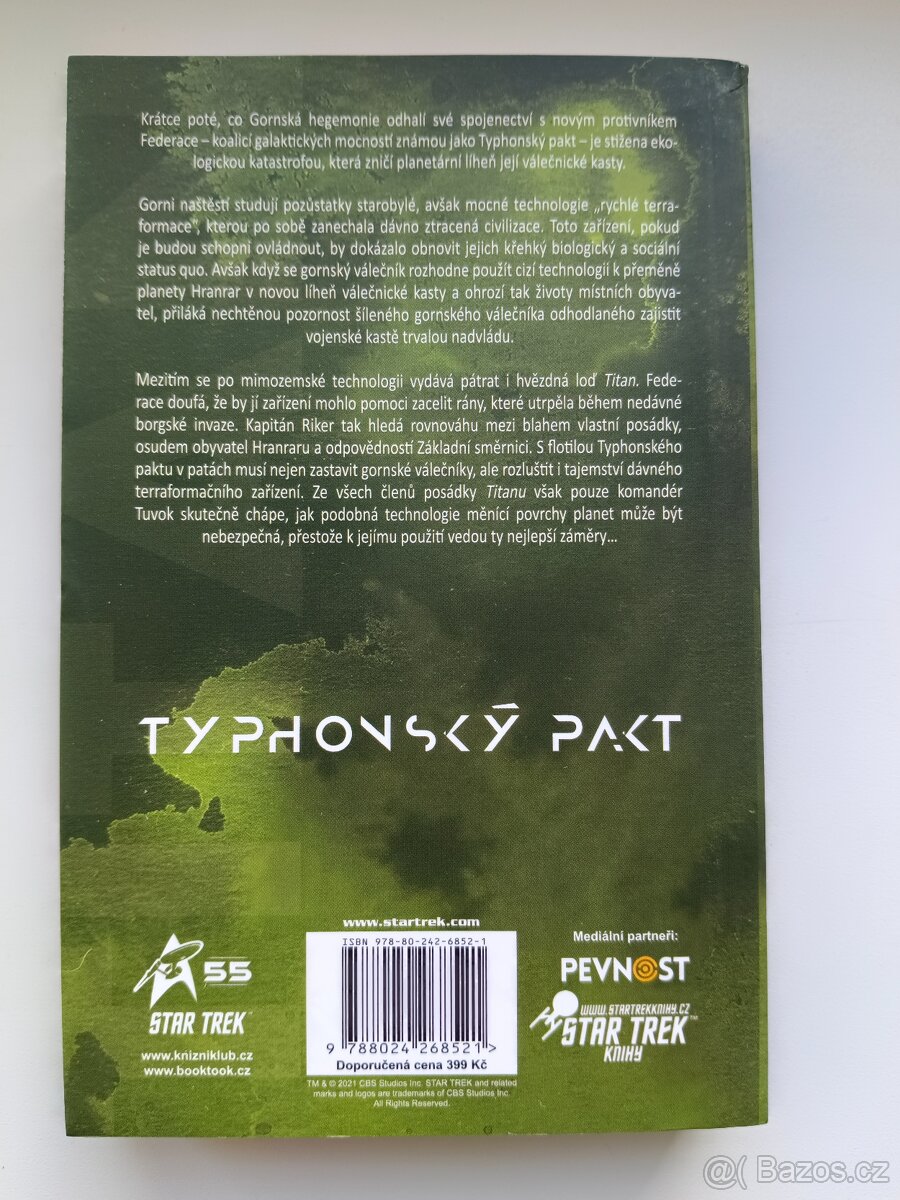 Krátce poté, co Gornská hegemonie odhalí své spojenectví s novým protivníkem
Federace – koalicí galaktických mocností známou jako Typhonský pakt – je stižena eko-
logickou katastrofou, která zničí planetární líheň její válečnické kasty.
Gorni naštěstí studují pozůstatky starobylé, avšak mocné technologie „rychlé terra-
formace", kterou po sobě zanechala dávno ztracená civilizace. Toto zařízení, pokud
je budou schopni ovládnout, by dokázalo obnovit jejich křehký biologický a sociální
status quo. Avšak když se gornský válečník rozhodne použít cizí technologii k přeměně
planety Hranrar v novou líheň válečnické kasty a ohrozí tak životy místních obyva-
tel, přiláká nechtěnou pozornost šíleného gornského válečníka odhodlaného zajistit
vojenské kastě trvalou nadvládu.
Mezitím se po mimozemské technologii vydává pátrat i hvězdná loď Titan. Fede-
race doufá, že by jí zařízení mohlo pomoci zacelit rány, které utrpěla během nedávné
borgské invaze. Kapitán Riker tak hledá rovnováhu mezi blahem vlastní posádky,
osudem obyvatel Hranraru a odpovědností Základní směrnici. S flotilou Typhonského
paktu v patách musí nejen zastavit gornské válečníky, ale rozluštit i tajemství dávného
terraformačního zařízení. Ze všech členů posádky Titanu však pouze komandér
Tuvok skutečně chápe, jak podobná technologie měnící povrchy planet může být
nebezpečná, přestože k jejímu použití vedou ty nejlepší záměry...
TYPHONSKÝ PAKT
55
STAR TREK™
www.knizniklub.cz
www.booktook.cz
www.startrek.com
ISBN 978-80-242-6852-1
9 788024 268521 >
Doporučená cena 399 Kč
TM & © 2021 CBS Studios Inc. STAR TREK and related
marks and logos are trademarks of CBS Studios Inc.
All Rights Reserved.
Mediální partneři:
PEVNOST
WWW.STARTREKKNIHY.CZ
STAR TREK™
KNIHY
@( Bazos.cz